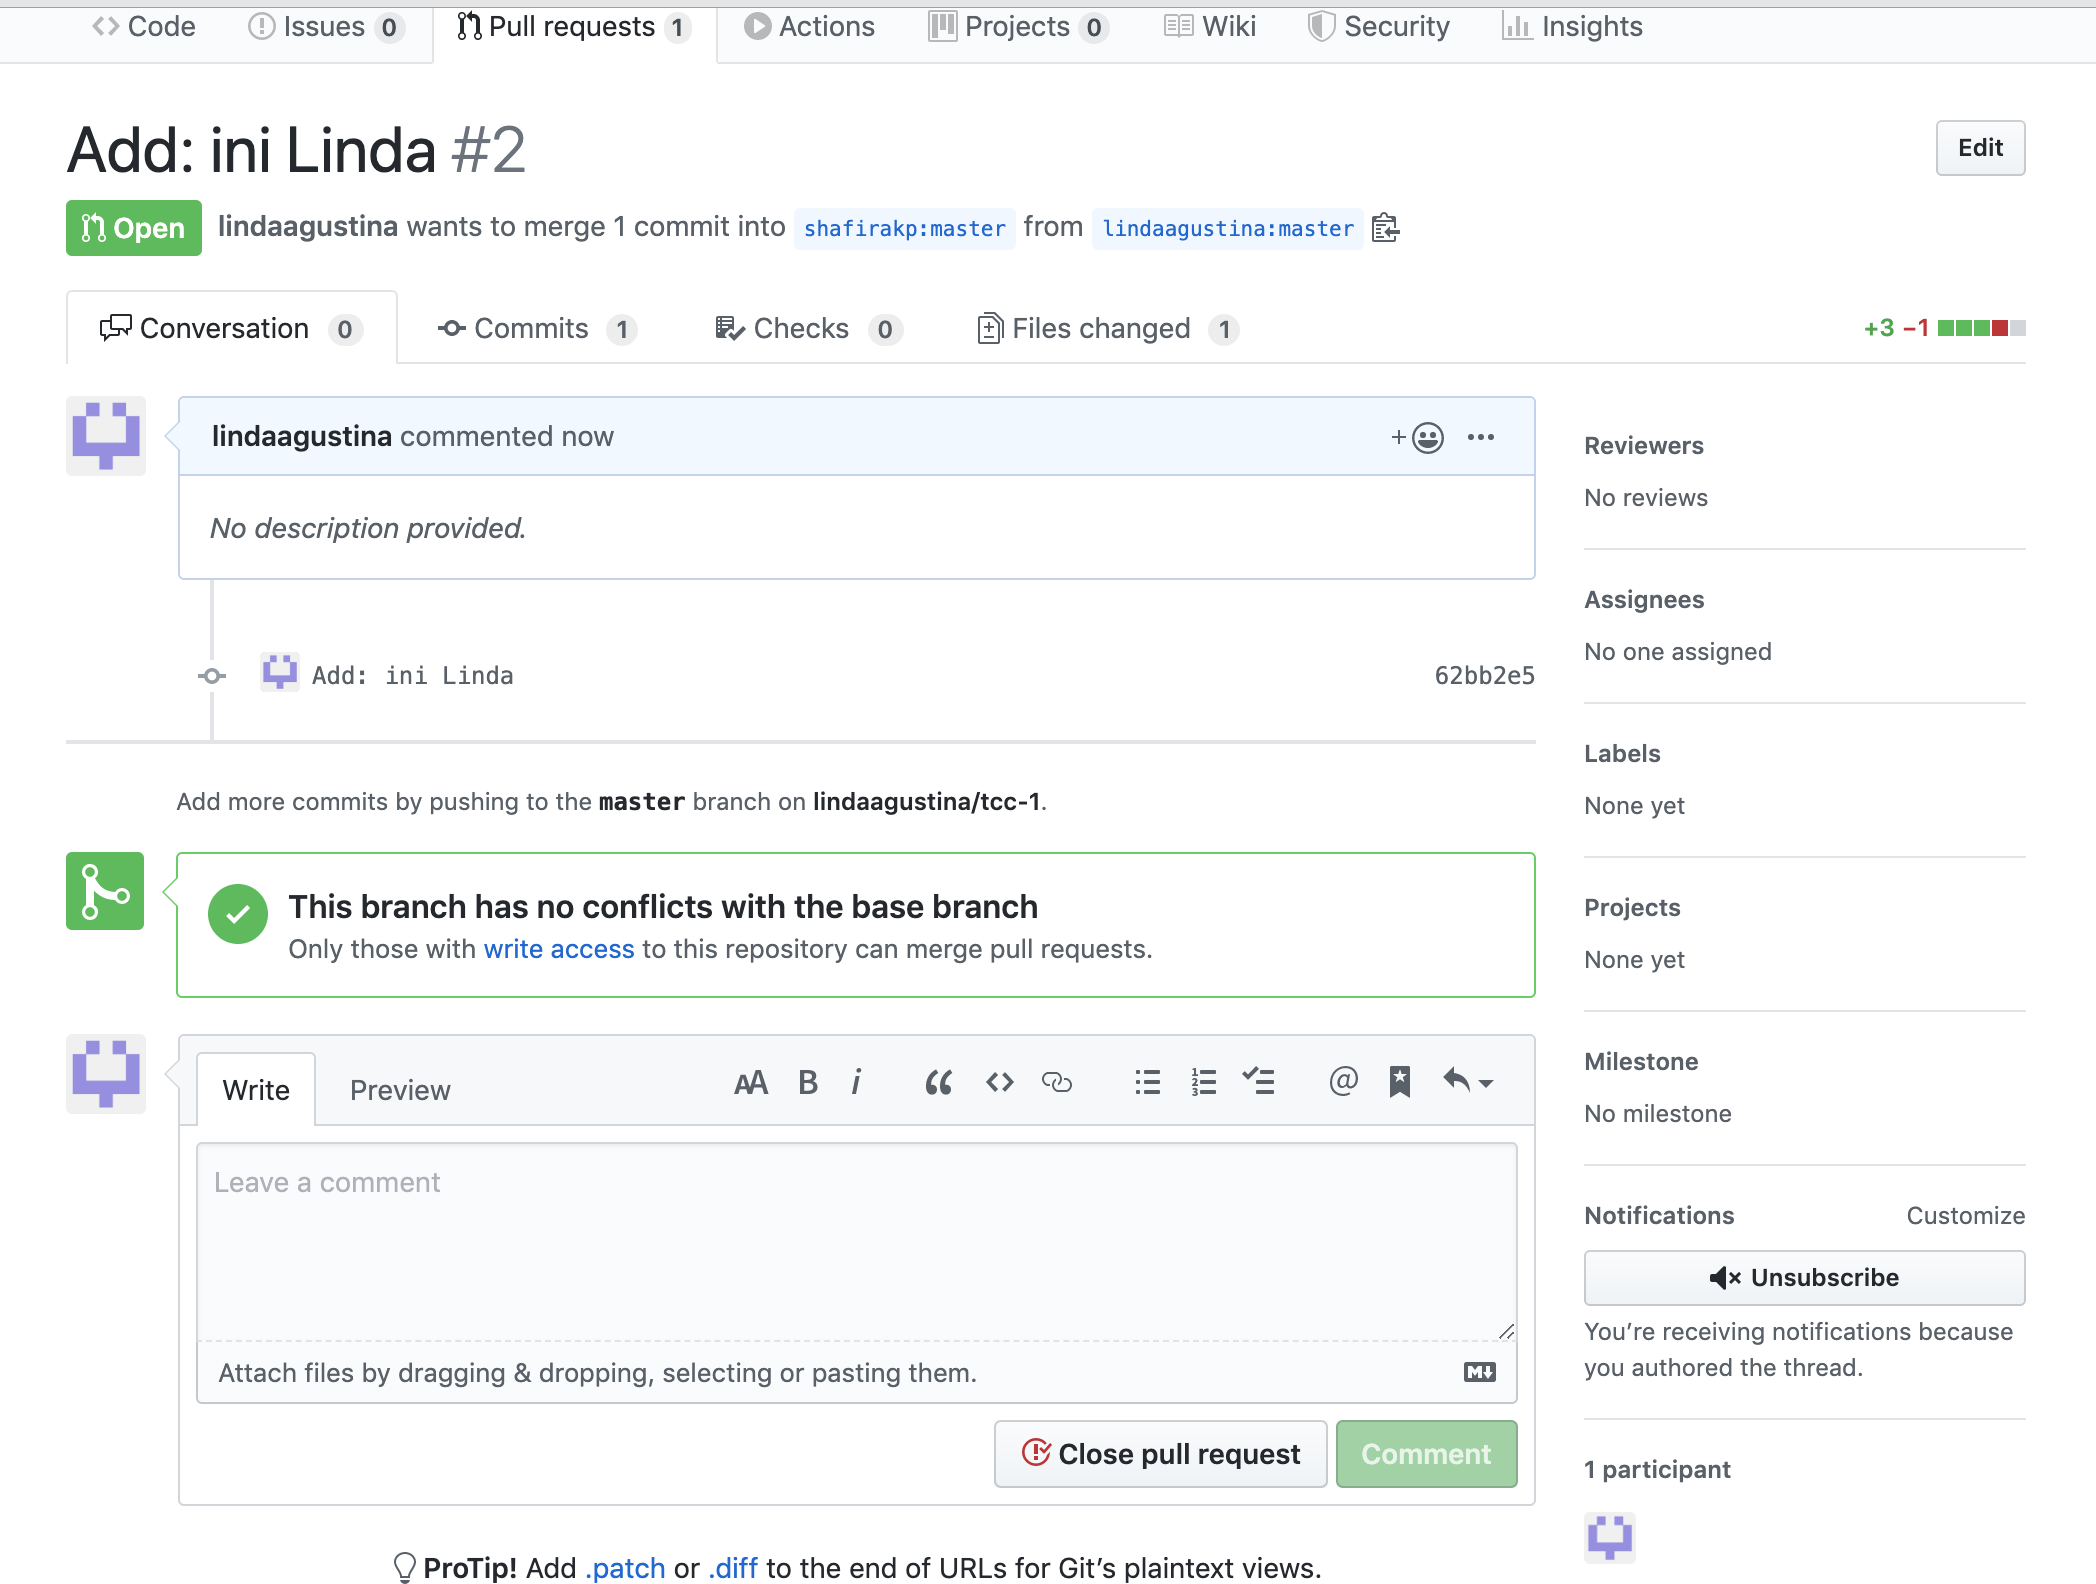 Code Issues 0 Pull requests 1 Actions Projects 0 Wiki Security Insights
Add: ini Linda #2
Edit
Open lindaagustina wants to merge 1 commit into shafirakp:master from lindaagustina:master
Conversation 0 Commits 1 Checks 0 Files changed 1 +3 −1
lindaagustina commented now
No description provided.
Add: ini Linda 62bb2e5
Add more commits by pushing to the master branch on lindaagustina/tcc-1.
This branch has no conflicts with the base branch
Only those with write access to this repository can merge pull requests.
Write Preview
Leave a comment
Attach files by dragging & dropping, selecting or pasting them.
Close pull request Comment
ProTip! Add .patch or .diff to the end of URLs for Git’s plaintext views.
Reviewers
No reviews
Assignees
No one assigned
Labels
None yet
Projects
None yet
Milestone
No milestone
Notifications Customize
Unsubscribe
You’re receiving notifications because
you authored the thread.
1 participant